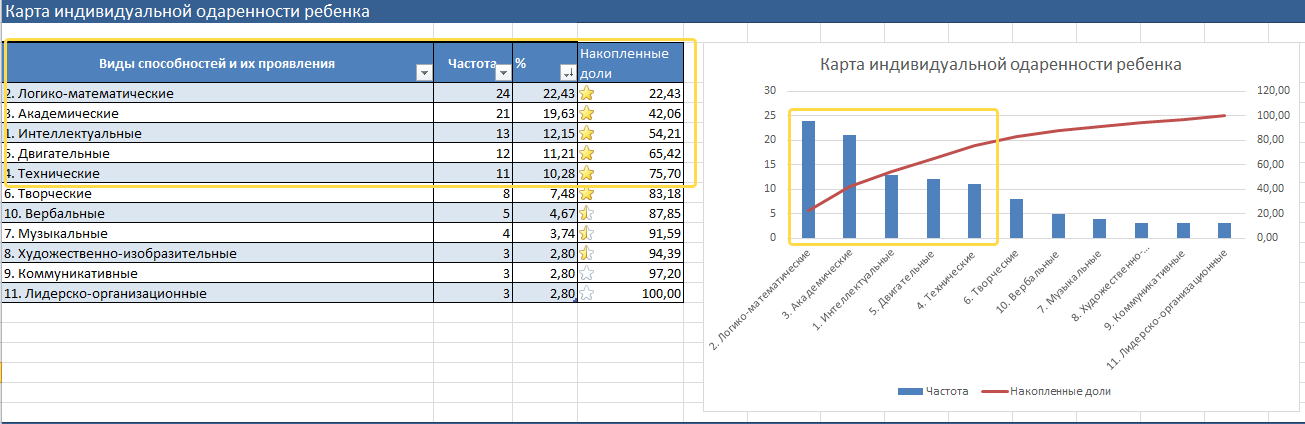 Карта индивидуальной одаренности ребенка
Виды способностей и их проявления Частота % Накопленные доли
2. Логико-математические 24 22,43 22,43
3. Академические 21 19,63 42,06
1. Интеллектуальные 13 12,15 54,21
5. Двигательные 12 11,21 65,42
4. Технические 11 10,28 75,70
6. Творческие 8 7,48 83,18
10. Вербальные 5 4,67 87,85
7. Музыкальные 4 3,74 91,59
8. Художественно-изобразительные 3 2,80 94,39
9. Коммуникативные 3 2,80 97,20
11. Лидерско-организационные 3 2,80 100,00
Карта индивидуальной одаренности ребенка
30 120,00
25 100,00
20 80,00
15 60,00
10 40,00
5 20,00
0 0,00
2. Логико-математические
3. Академические
1. Интеллектуальные
5. Двигательные
4. Технические
6. Творческие
10. Вербальные
7. Музыкальные
8. Художественно-...
9. Коммуникативные
11. Лидерско-организационные
Частота Накопленные доли